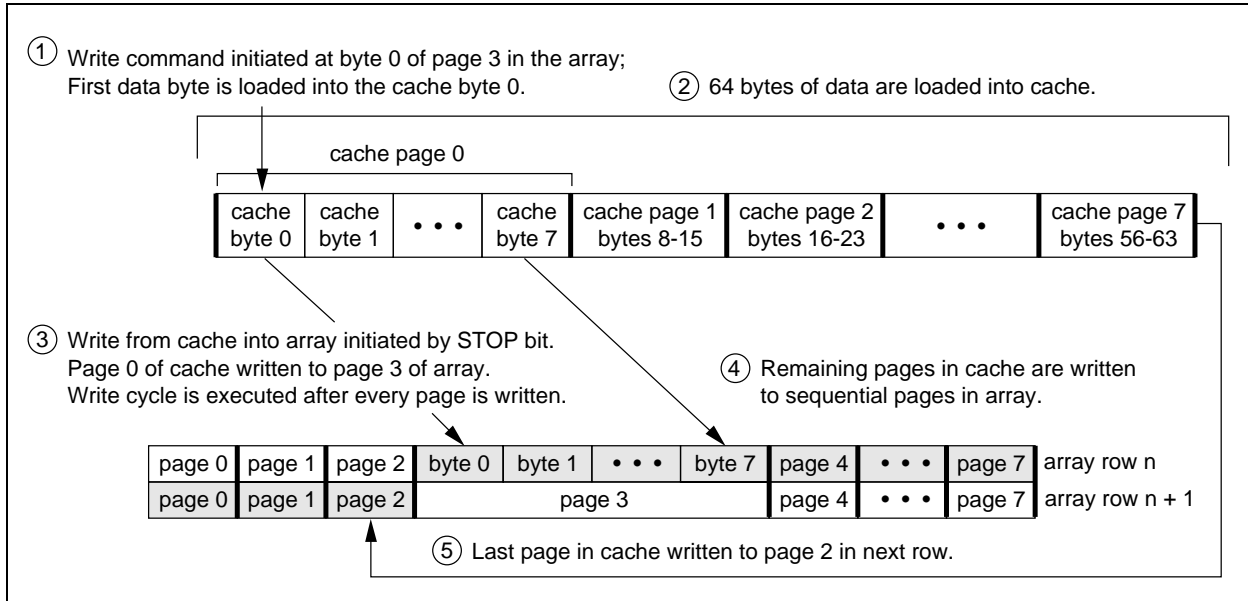 ① Write command initiated at byte 0 of page 3 in the array;
First data byte is loaded into the cache byte 0.
② 64 bytes of data are loaded into cache.
cache page 0
cache byte 0 cache byte 1 • • • cache byte 7 cache page 1 bytes 8-15 cache page 2 bytes 16-23 • • • cache page 7 bytes 56-63
③ Write from cache into array initiated by STOP bit.
Page 0 of cache written to page 3 of array.
Write cycle is executed after every page is written.
④ Remaining pages in cache are written
to sequential pages in array.
page 0 page 1 page 2 byte 0 byte 1 • • • byte 7 page 4 • • • page 7 array row n
page 0 page 1 page 2 page 3 page 4 • • • page 7 array row n + 1
⑤ Last page in cache written to page 2 in next row.